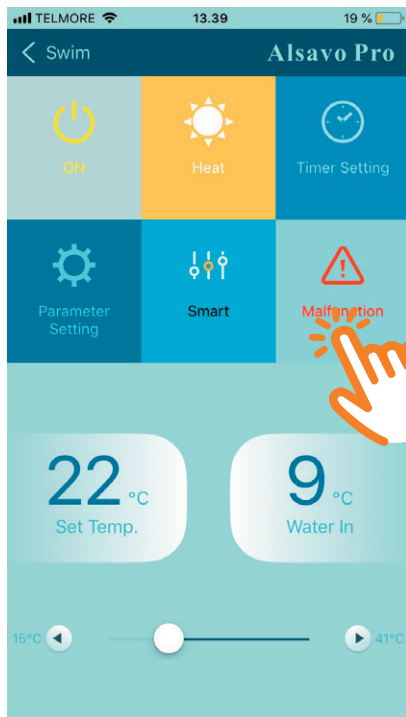 TELMORE 13.39 19 %
Swim Alsavo Pro
ON Heat Timer Setting
Parameter Setting Smart Malfunction
22 °C 9 °C
Set Temp. Water In
15°C 41°C